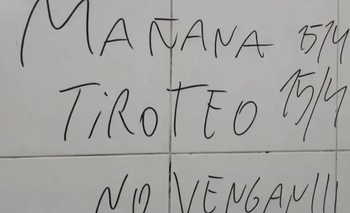 MAÑANA 15/4
TIROTEO 15/4
NO VENGAN!!!